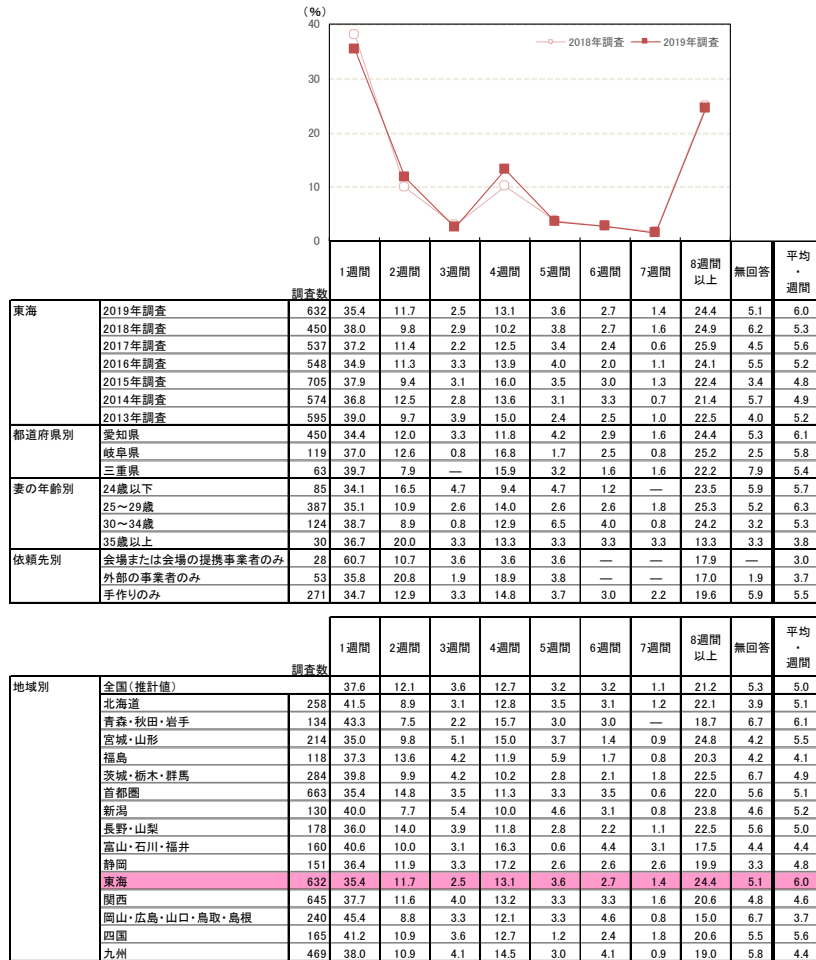 (%)
40
30
20
10
0
2018年調査 2019年調査
調査数 1週間 2週間 3週間 4週間 5週間 6週間 7週間 8週間以上 無回答 平均・週間
東海 2019年調査 632 35.4 11.7 2.5 13.1 3.6 2.7 1.4 24.4 5.1 6.0
2018年調査 450 38.0 9.8 2.9 10.2 3.8 2.7 1.6 24.9 6.2 5.3
2017年調査 537 37.2 11.4 2.2 12.5 3.4 2.4 0.6 25.9 4.5 5.6
2016年調査 548 34.9 11.3 3.3 13.9 4.0 2.0 1.1 24.1 5.5 5.2
2015年調査 705 37.9 9.4 3.1 16.0 3.5 3.0 1.3 22.4 3.4 4.8
2014年調査 574 36.8 12.5 2.8 13.6 3.1 3.3 0.7 21.4 5.7 4.9
2013年調査 595 39.0 9.7 3.9 15.0 2.4 2.5 1.0 22.5 4.0 5.2
都道府県別 愛知県 450 34.4 12.0 3.3 11.8 4.2 2.9 1.6 24.4 5.3 6.1
岐阜県 119 37.0 12.6 0.8 16.8 1.7 2.5 0.8 25.2 2.5 5.8
三重県 63 39.7 7.9 — 15.9 3.2 1.6 1.6 22.2 7.9 5.4
妻の年齢別 24歳以下 85 34.1 16.5 4.7 9.4 4.7 1.2 — 23.5 5.9 5.7
25～29歳 387 35.1 10.9 2.6 14.0 2.6 2.6 1.8 25.3 5.2 6.3
30～34歳 124 38.7 8.9 0.8 12.9 6.5 4.0 0.8 24.2 3.2 5.3
35歳以上 30 36.7 20.0 3.3 13.3 3.3 3.3 3.3 13.3 3.3 3.8
依頼先別 会場または会場の提携事業者のみ 28 60.7 10.7 3.6 3.6 3.6 — — 17.9 — 3.0
外部の事業者のみ 53 35.8 20.8 1.9 18.9 3.8 — — 17.0 1.9 3.7
手作りのみ 271 34.7 12.9 3.3 14.8 3.7 3.0 2.2 19.6 5.9 5.5
調査数 1週間 2週間 3週間 4週間 5週間 6週間 7週間 8週間以上 無回答 平均・週間
地域別 全国(推計値) 37.6 12.1 3.6 12.7 3.2 3.2 1.1 21.2 5.3 5.0
北海道 258 41.5 8.9 3.1 12.8 3.5 3.1 1.2 22.1 3.9 5.1
青森・秋田・岩手 134 43.3 7.5 2.2 15.7 3.0 3.0 — 18.7 6.7 6.1
宮城・山形 214 35.0 9.8 5.1 15.0 3.7 1.4 0.9 24.8 4.2 5.5
福島 118 37.3 13.6 4.2 11.9 5.9 1.7 0.8 20.3 4.2 4.1
茨城・栃木・群馬 284 39.8 9.9 4.2 10.2 2.8 2.1 1.8 22.5 6.7 4.9
首都圏 663 35.4 14.8 3.5 11.3 3.3 3.5 0.6 22.0 5.6 5.1
新潟 130 40.0 7.7 5.4 10.0 4.6 3.1 0.8 23.8 4.6 5.2
長野・山梨 178 36.0 14.0 3.9 11.8 2.8 2.2 1.1 22.5 5.6 5.0
富山・石川・福井 160 40.6 10.0 3.1 16.3 0.6 4.4 3.1 17.5 4.4 4.4
静岡 151 36.4 11.9 3.3 17.2 2.6 2.6 2.6 19.9 3.3 4.8
東海 632 35.4 11.7 2.5 13.1 3.6 2.7 1.4 24.4 5.1 6.0
関西 645 37.7 11.6 4.0 13.2 3.3 3.3 1.6 20.6 4.8 4.6
岡山・広島・山口・鳥取・島根 240 45.4 8.8 3.3 12.1 3.3 4.6 0.8 15.0 6.7 3.7
四国 165 41.2 10.9 3.6 12.7 1.2 2.4 1.8 20.6 5.5 5.6
九州 469 38.0 10.9 4.1 14.5 3.0 4.1 0.9 19.0 5.8 4.4